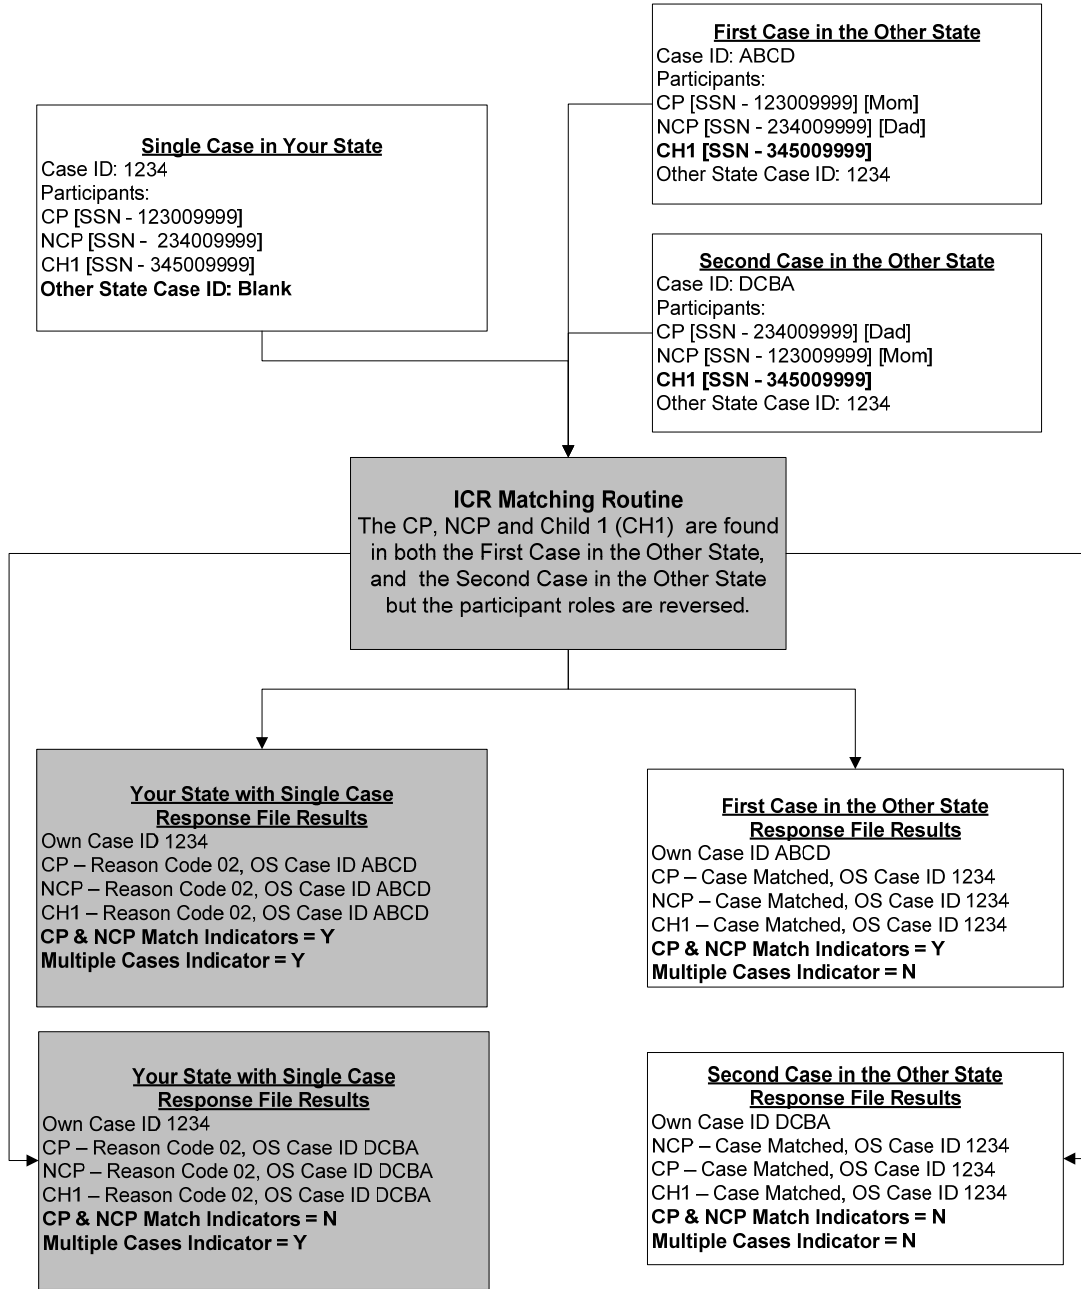 First Case in the Other State
Case ID: ABCD
Participants:
CP [SSN - 123009999] [Mom]
NCP [SSN - 234009999] [Dad]
CH1 [SSN - 345009999]
Other State Case ID: 1234
Single Case in Your State
Case ID: 1234
Participants:
CP [SSN - 123009999]
NCP [SSN -  234009999]
CH1 [SSN - 345009999]
Other State Case ID: Blank
Second Case in the Other State
Case ID: DCBA
Participants:
CP [SSN - 234009999] [Dad]
NCP [SSN - 123009999] [Mom]
CH1 [SSN - 345009999]
Other State Case ID: 1234
ICR Matching Routine
The CP, NCP and Child 1 (CH1)  are found
in both the First Case in the Other State,
and  the Second Case in the Other State
but the participant roles are reversed.
Your State with Single Case
Response File Results
Own Case ID 1234
CP – Reason Code 02, OS Case ID ABCD
NCP – Reason Code 02, OS Case ID ABCD
CH1 – Reason Code 02, OS Case ID ABCD
CP & NCP Match Indicators = Y
Multiple Cases Indicator = Y
First Case in the Other State
Response File Results
Own Case ID ABCD
CP – Case Matched, OS Case ID 1234
NCP – Case Matched, OS Case ID 1234
CH1 – Case Matched, OS Case ID 1234
CP & NCP Match Indicators = Y
Multiple Cases Indicator = N
Your State with Single Case
Response File Results
Own Case ID 1234
CP – Reason Code 02, OS Case ID DCBA
NCP – Reason Code 02, OS Case ID DCBA
CH1 – Reason Code 02, OS Case ID DCBA
CP & NCP Match Indicators = N
Multiple Cases Indicator = Y
Second Case in the Other State
Response File Results
Own Case ID DCBA
NCP – Case Matched, OS Case ID 1234
CP – Case Matched, OS Case ID 1234
CH1 – Case Matched, OS Case ID 1234
CP & NCP Match Indicators = N
Multiple Cases Indicator = N